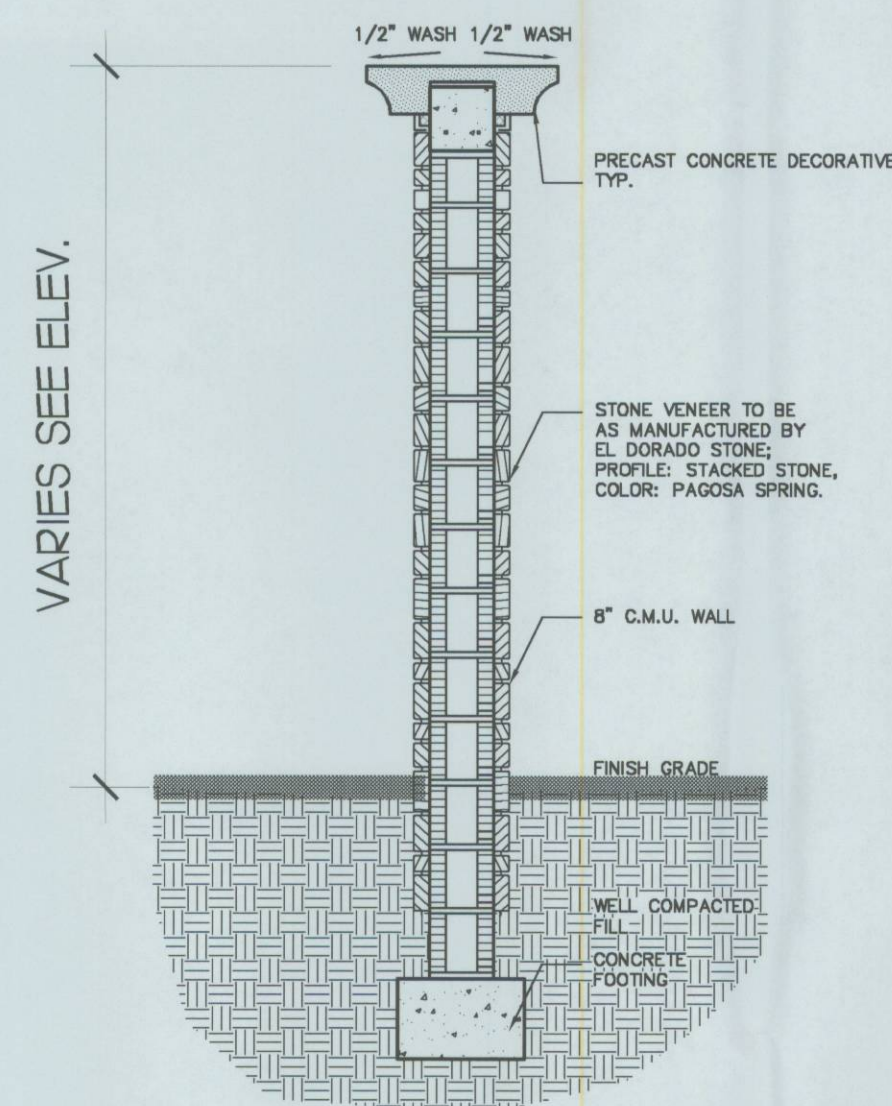 1/2" WASH 1/2" WASH
PRECAST CONCRETE DECORATIVE
TYP.
VARIES SEE ELEV.
STONE VENEER TO BE
AS MANUFACTURED BY
EL DORADO STONE;
PROFILE: STACKED STONE,
COLOR: PAGOSA SPRING.
8" C.M.U. WALL
FINISH GRADE
WELL COMPACTED
FILL
CONCRETE
FOOTING